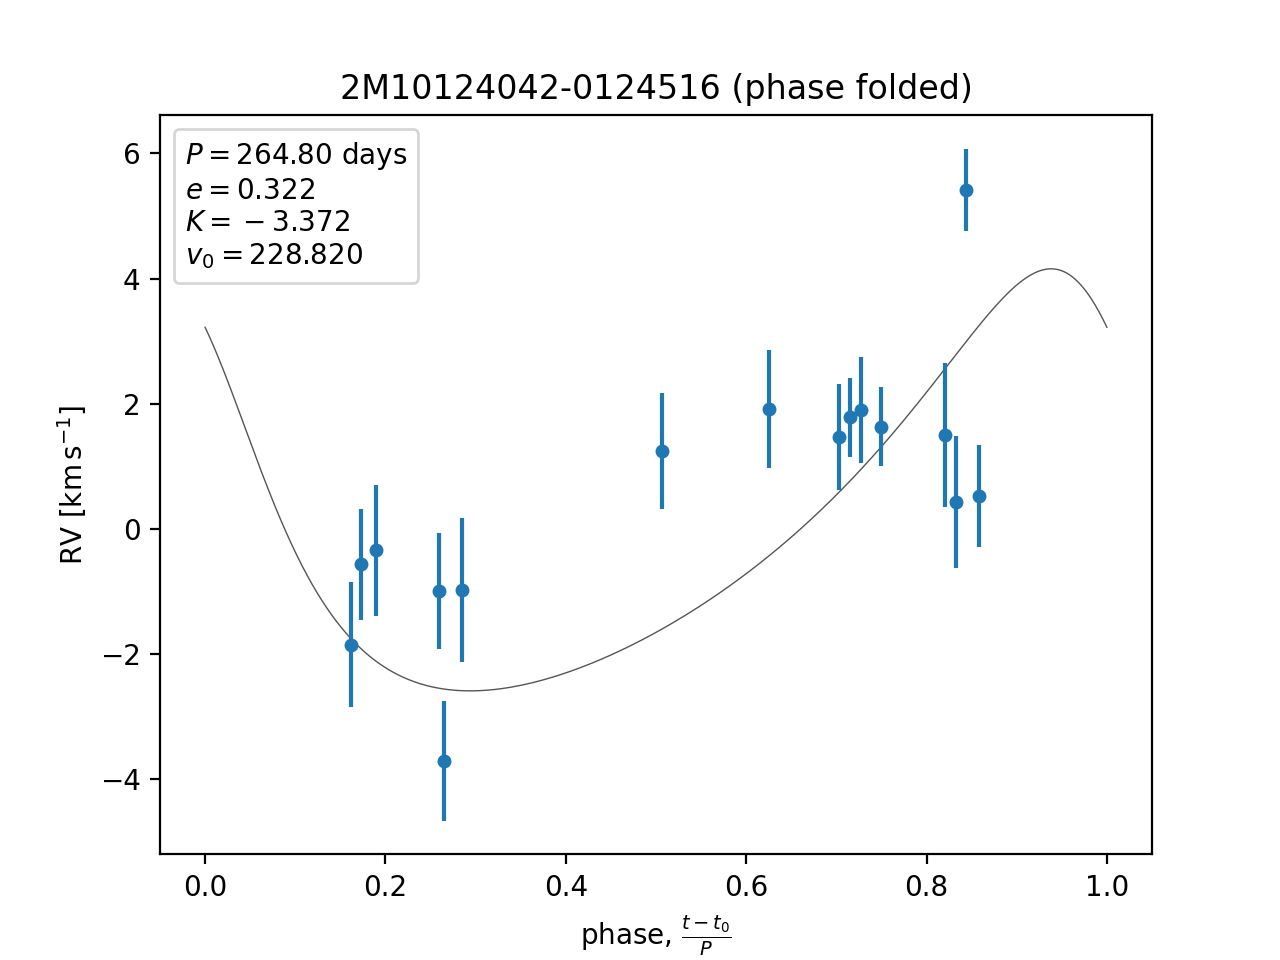 2M10124042-0124516 (phase folded)
P = 264.80 days
e = 0.322
K = −3.372
v₀ = 228.820
RV [km s⁻¹]
6
4
2
0
−2
−4
0.0 0.2 0.4 0.6 0.8 1.0
phase, (t − t₀)/P